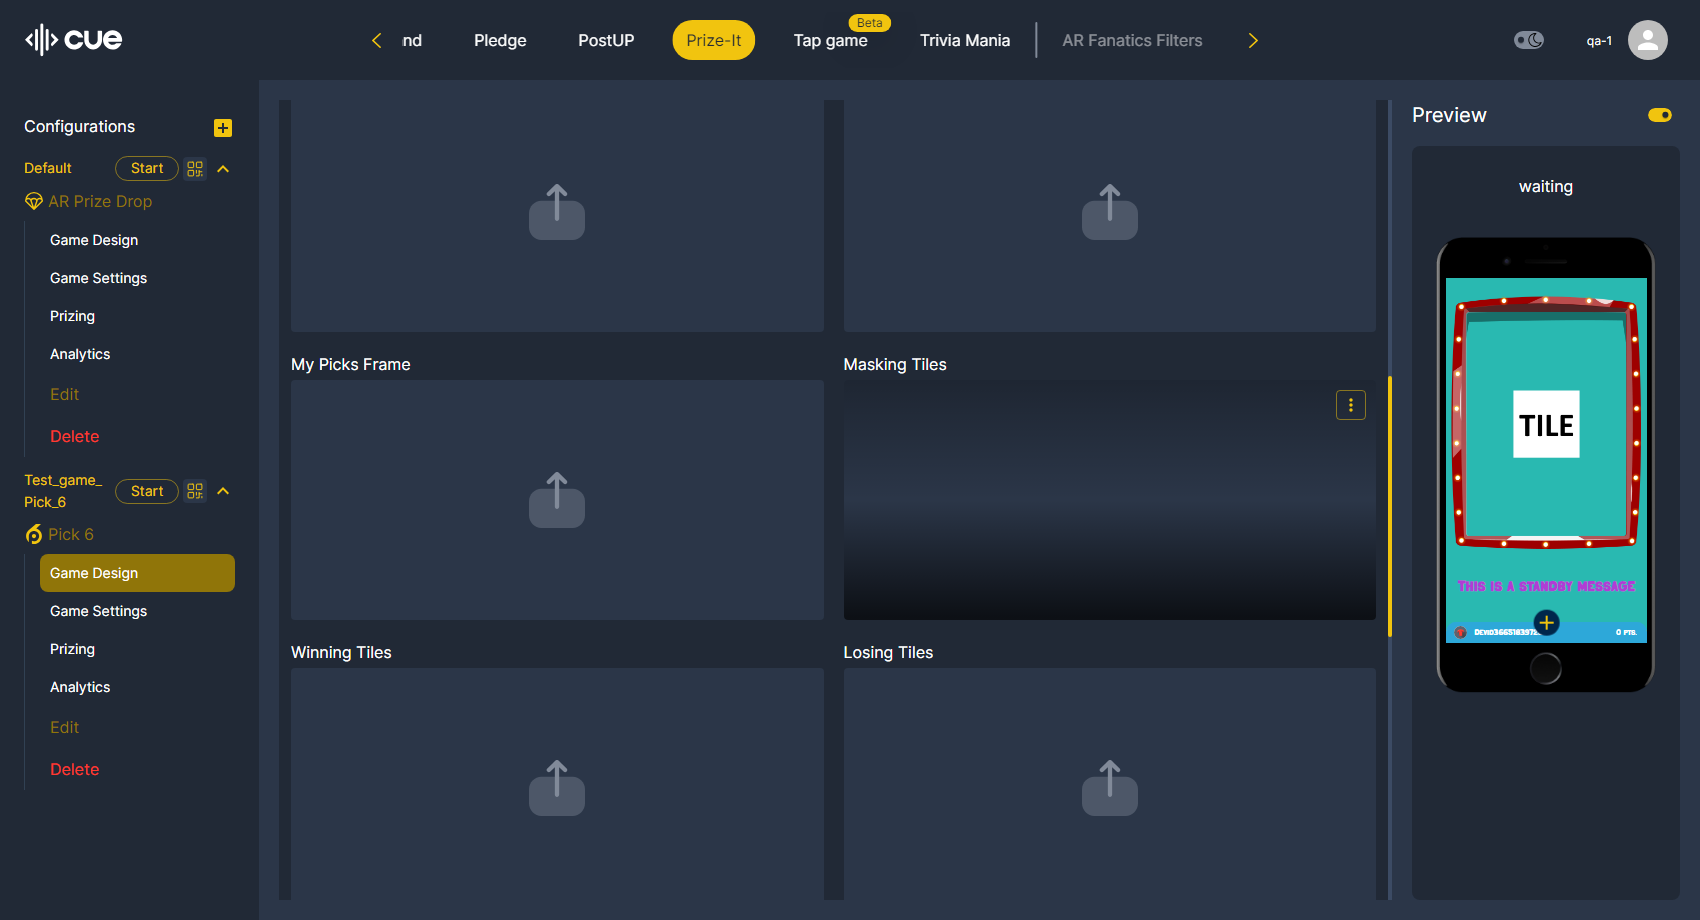 cue
nd
Pledge
PostUP
Prize-It
Beta
Tap game
Trivia Mania
AR Fanatics Filters
qa-1
Configurations
Default
Start
AR Prize Drop
Game Design
Game Settings
Prizing
Analytics
Edit
Delete
Test_game_
Pick_6
Start
Pick 6
Game Design
Game Settings
Prizing
Analytics
Edit
Delete
My Picks Frame
Masking Tiles
Winning Tiles
Losing Tiles
Preview
waiting
TILE
This is a standby message
0 pts.